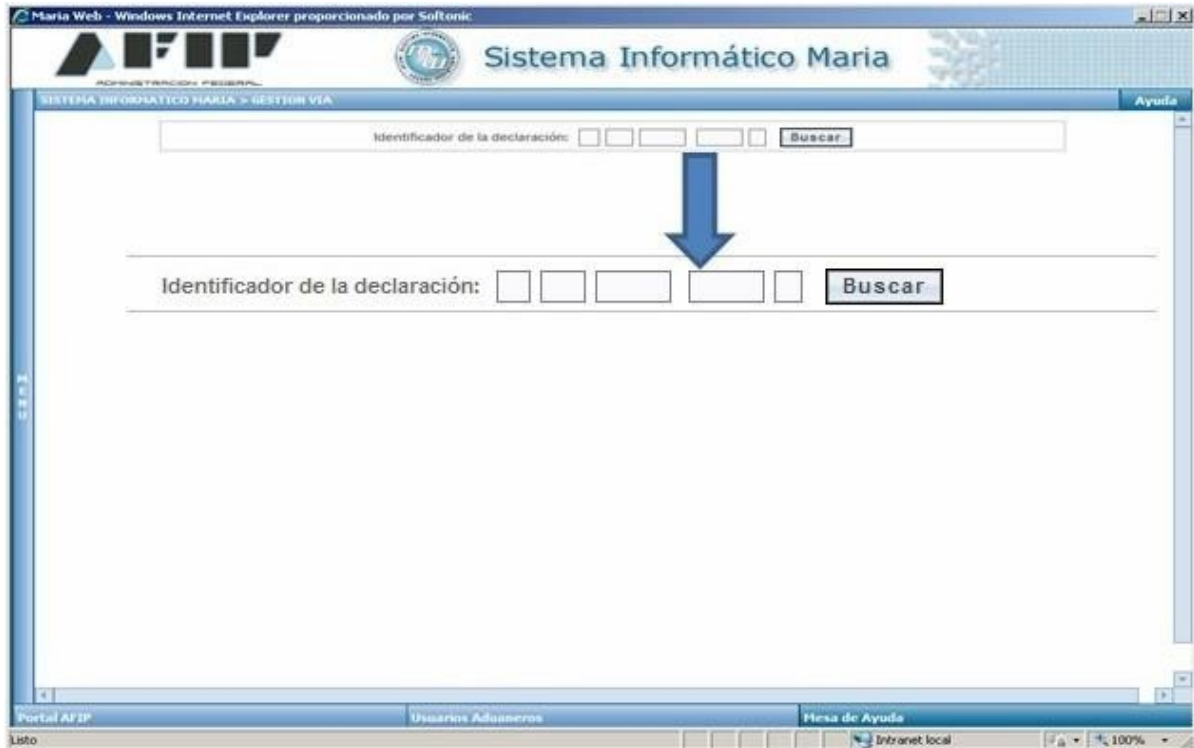 Maria Web - Windows Internet Explorer proporcionado por Softonic
AFIP
ADMINISTRACION FEDERAL
Sistema Informático Maria
SISTEMA INFORMATICO MARIA > GESTION VIA
Ayuda
Identificador de la declaración:
Buscar
Identificador de la declaración:
Buscar
MENU
Portal AFIP
Usuarios Aduaneros
Mesa de Ayuda
Listo
Intranet local
100%